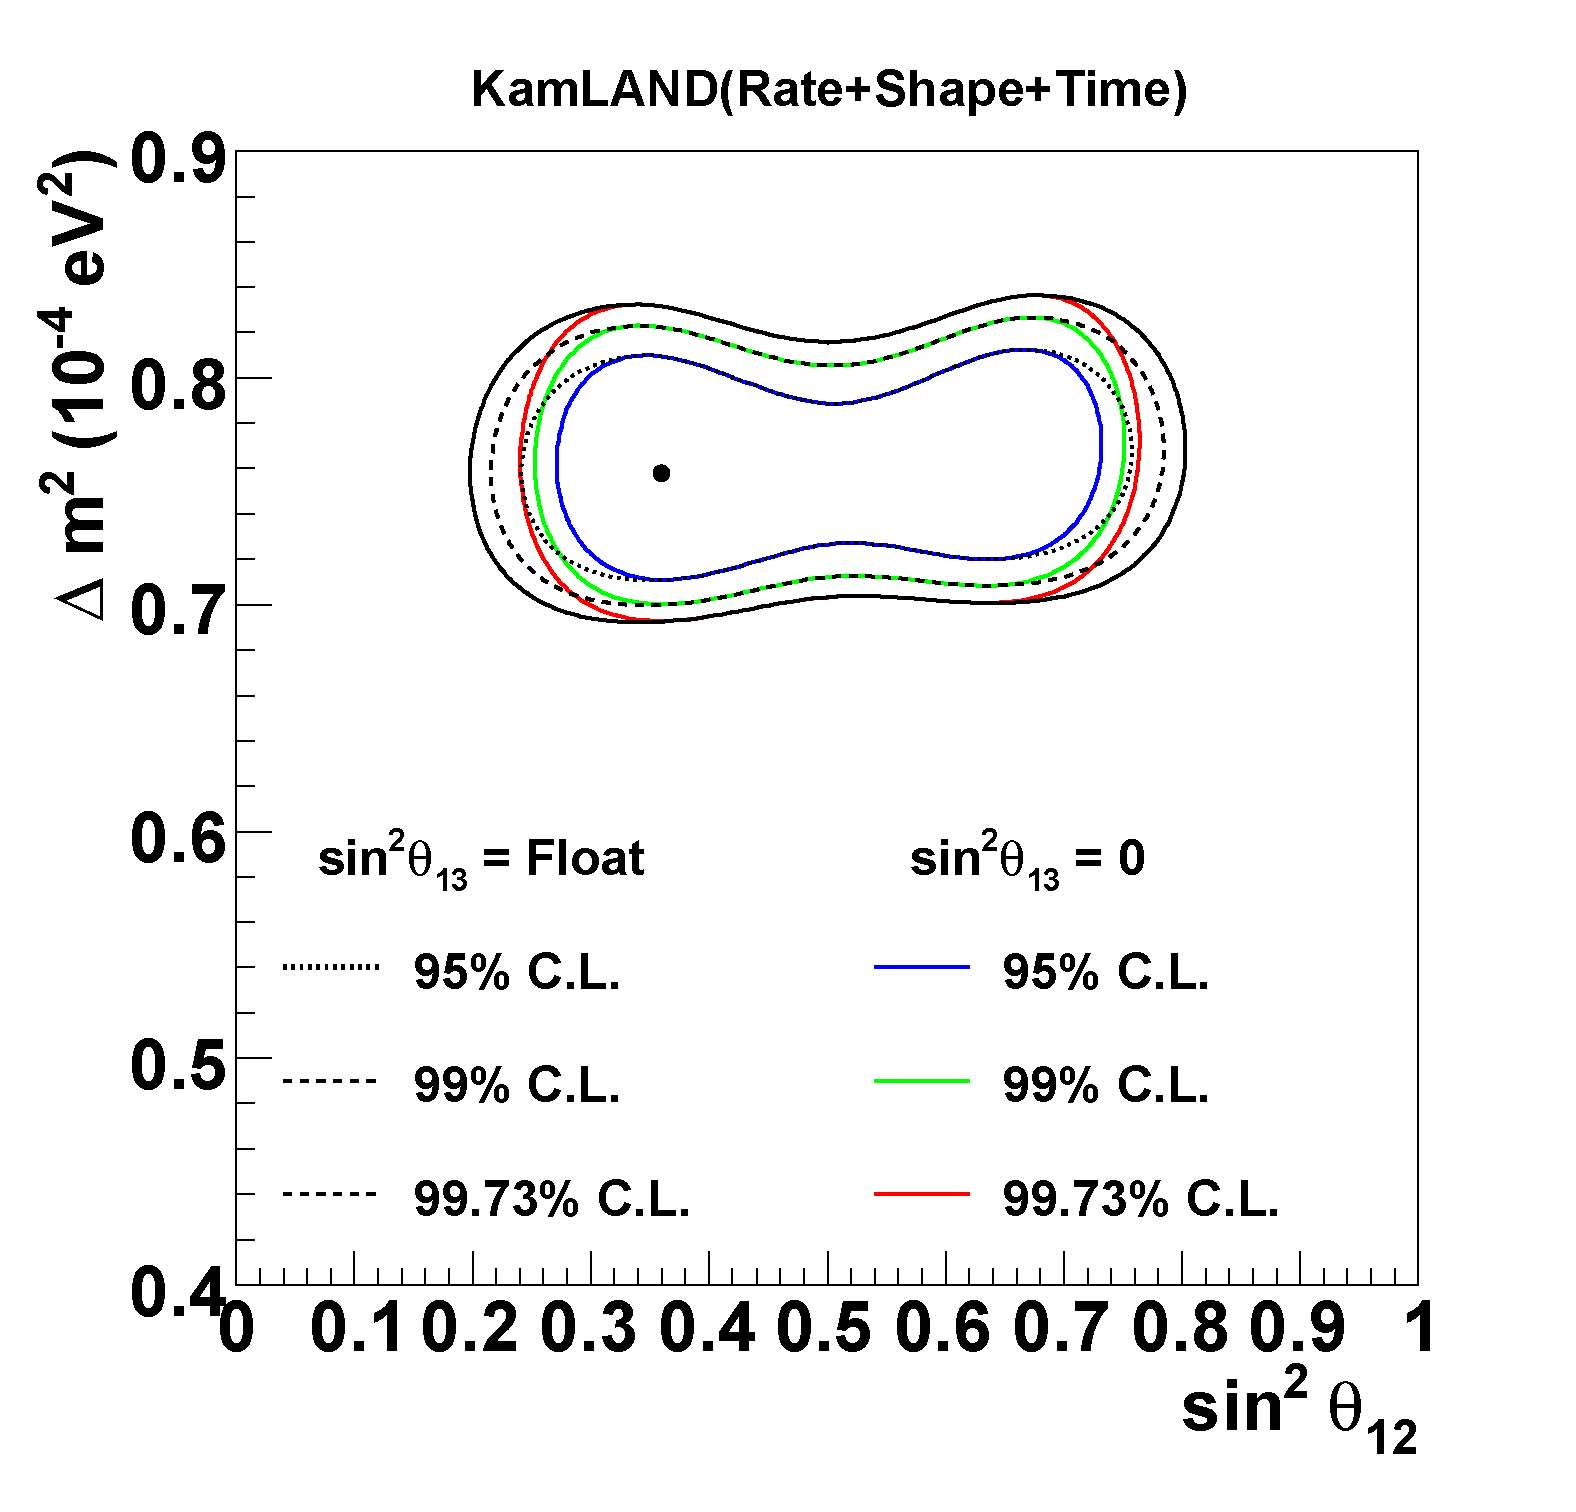 KamLAND(Rate+Shape+Time)
Δ m² (10⁻⁴ eV²)
0.9
0.8
0.7
0.6
0.5
0.4
sin²θ₁₃ = Float sin²θ₁₃ = 0
95% C.L. 95% C.L.
99% C.L. 99% C.L.
99.73% C.L. 99.73% C.L.
0 0.1 0.2 0.3 0.4 0.5 0.6 0.7 0.8 0.9 1
sin² θ₁₂